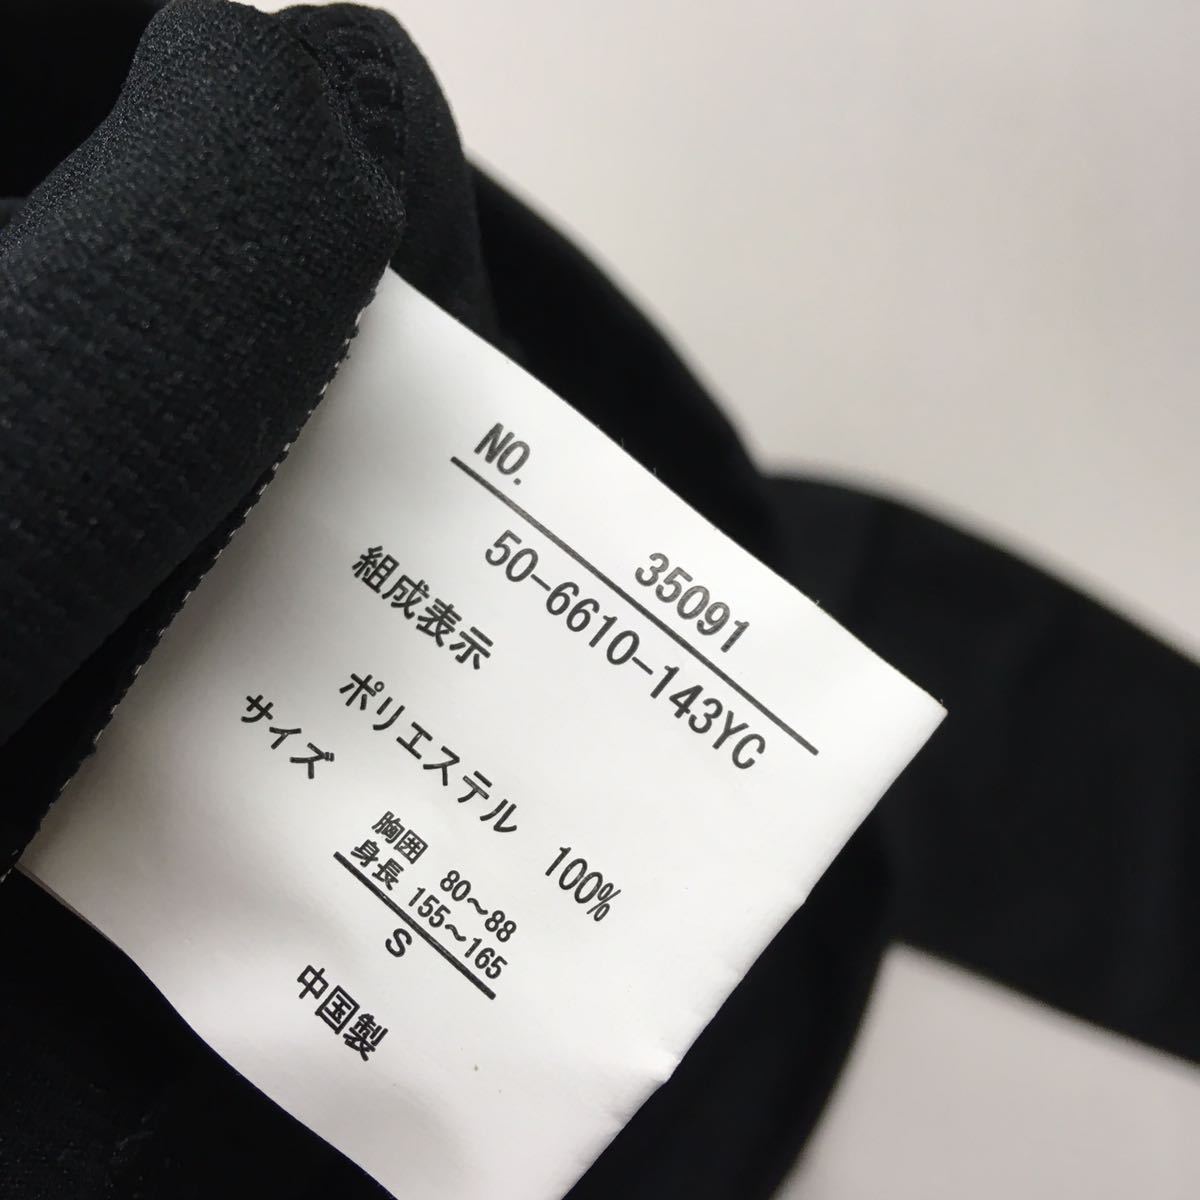 NO. 35091
50-6610-143YC
組成表示
ポリエステル 100%
サイズ
胸囲 80～88
身長 155～165
S
中国製